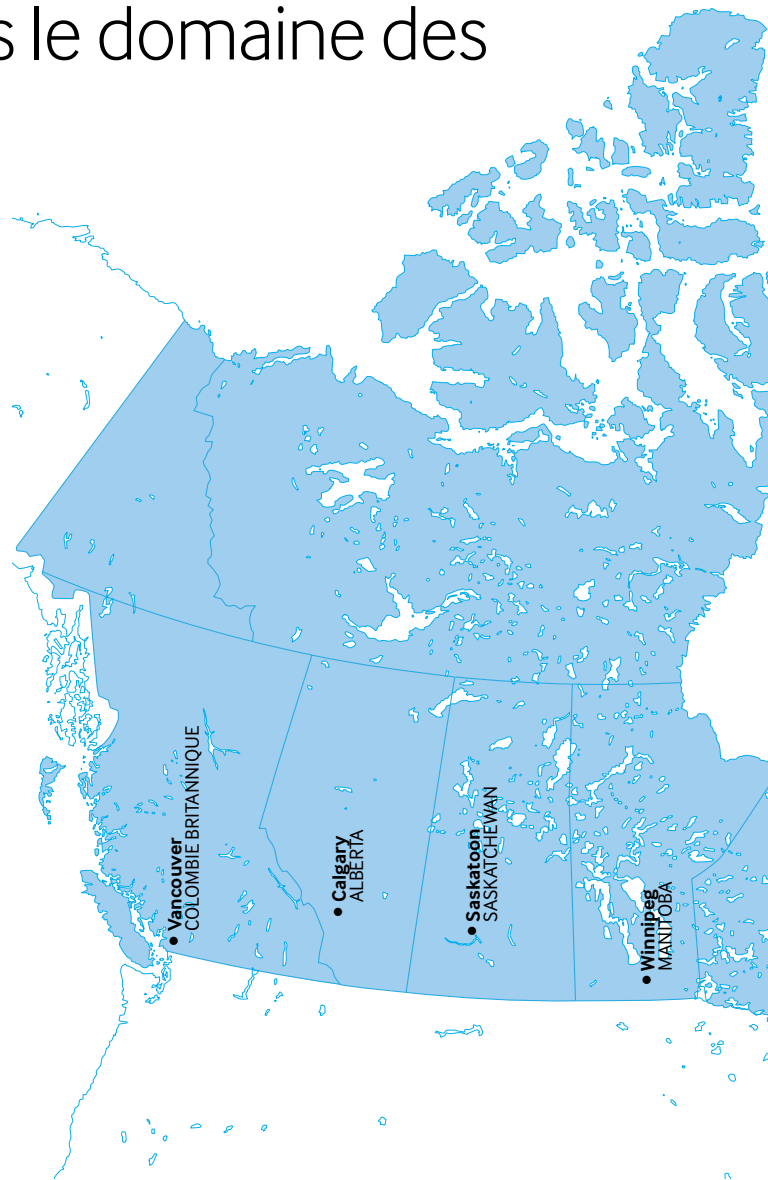 s le domaine des
Vancouver
COLOMBIE BRITANNIQUE
Calgary
ALBERTA
Saskatoon
SASKATCHEWAN
Winnipeg
MANITOBA